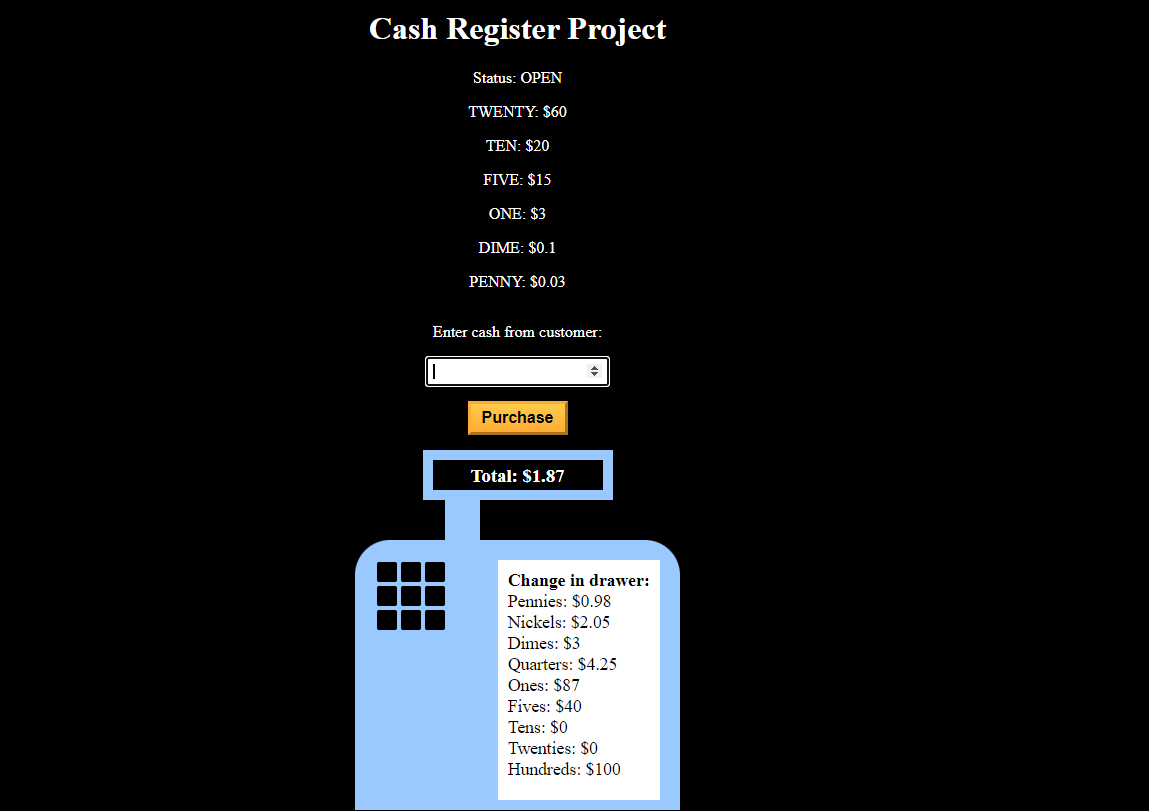 Cash Register Project
Status: OPEN
TWENTY: $60
TEN: $20
FIVE: $15
ONE: $3
DIME: $0.1
PENNY: $0.03
Enter cash from customer:
Purchase
Total: $1.87
Change in drawer:
Pennies: $0.98
Nickels: $2.05
Dimes: $3
Quarters: $4.25
Ones: $87
Fives: $40
Tens: $0
Twenties: $0
Hundreds: $100